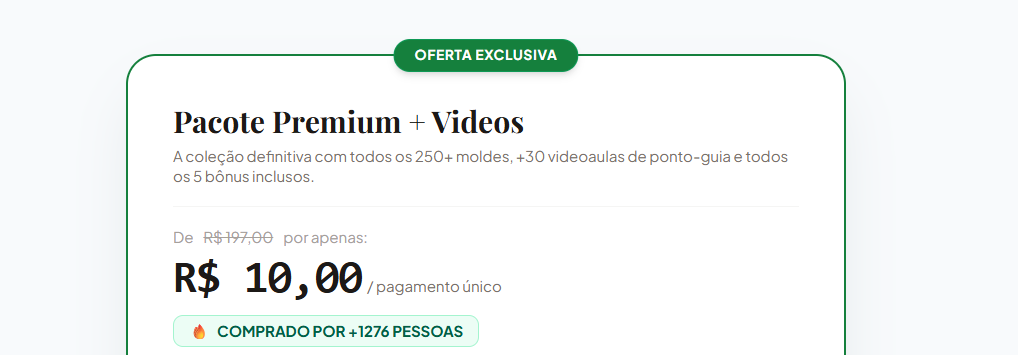 OFERTA EXCLUSIVA
Pacote Premium + Videos
A coleção definitiva com todos os 250+ moldes, +30 videoaulas de ponto-guia e todos
os 5 bônus inclusos.
De R$ 197,00 por apenas:
R$ 10,00 / pagamento único
COMPRADO POR +1276 PESSOAS